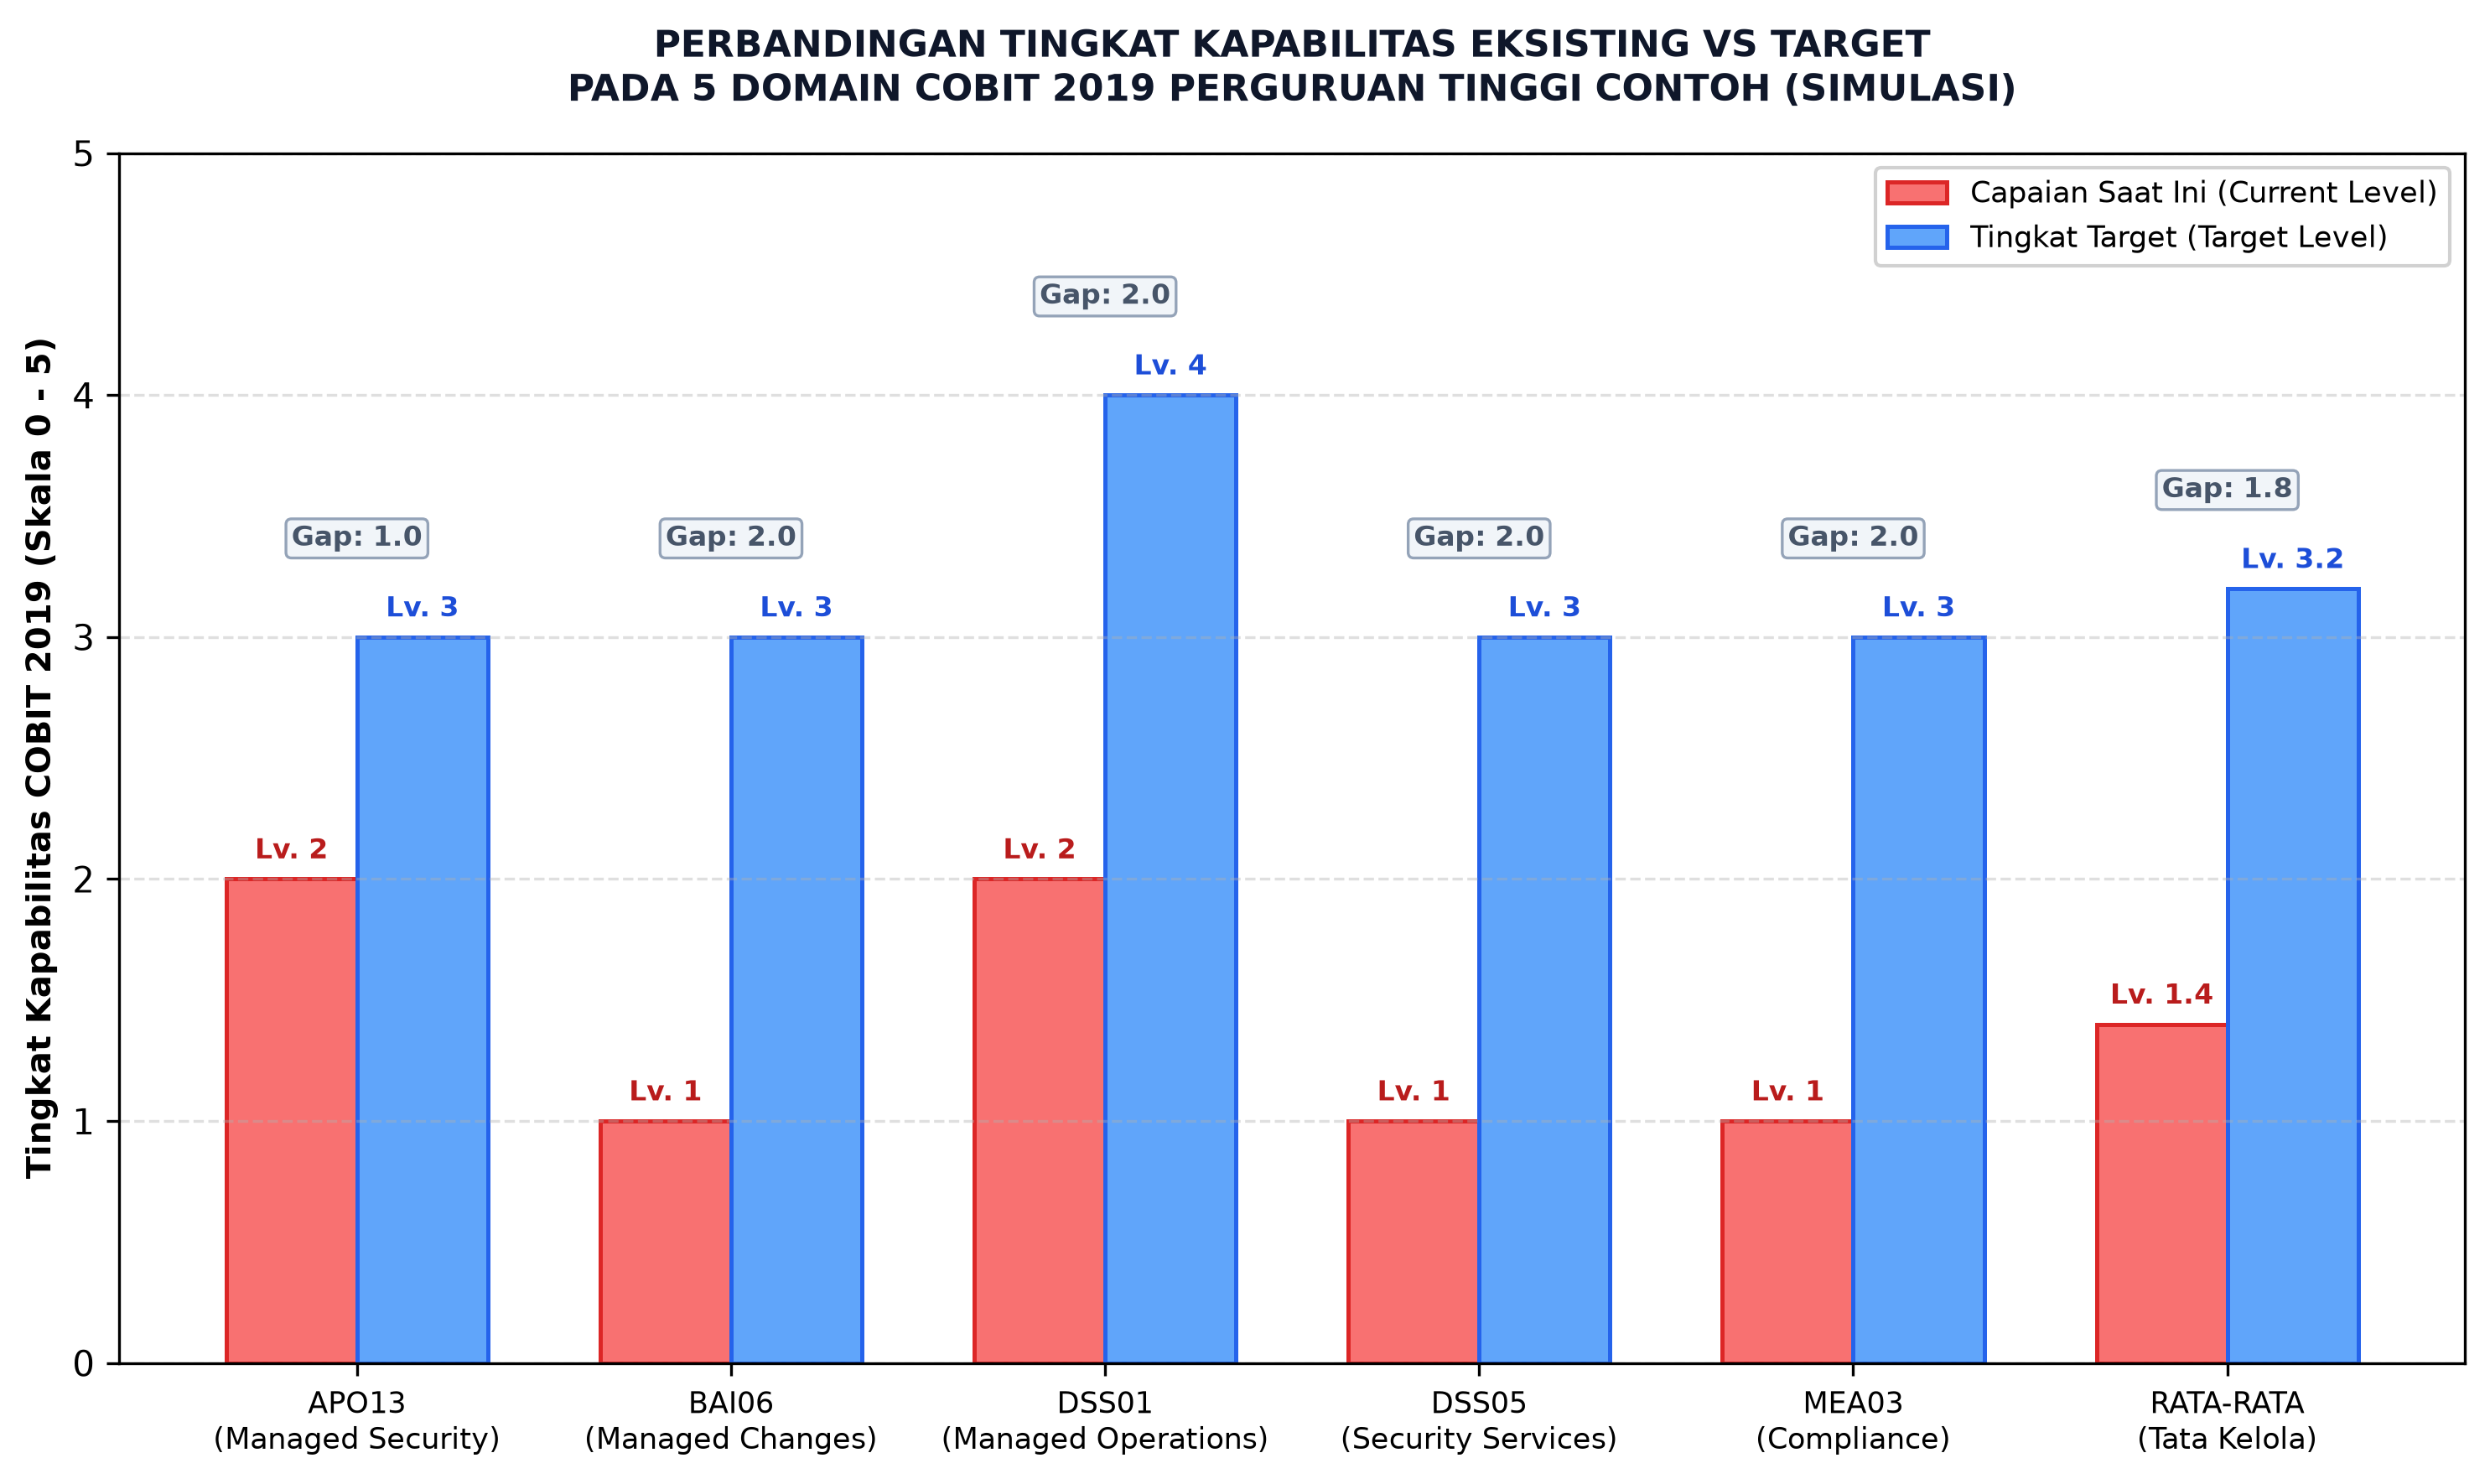 PERBANDINGAN TINGKAT KAPABILITAS EKSISTING VS TARGET
PADA 5 DOMAIN COBIT 2019 PERGURUAN TINGGI CONTOH (SIMULASI)
Capaian Saat Ini (Current Level)
Tingkat Target (Target Level)
Tingkat Kapabilitas COBIT 2019 (Skala 0 - 5)
5
4
3
2
1
0
Gap: 1.0
Lv. 2
Lv. 3
Gap: 2.0
Lv. 1
Lv. 3
Gap: 2.0
Lv. 2
Lv. 4
Gap: 2.0
Lv. 1
Lv. 3
Gap: 2.0
Lv. 1
Lv. 3
Gap: 1.8
Lv. 1.4
Lv. 3.2
APO13
(Managed Security)
BAI06
(Managed Changes)
DSS01
(Managed Operations)
DSS05
(Security Services)
MEA03
(Compliance)
RATA-RATA
(Tata Kelola)